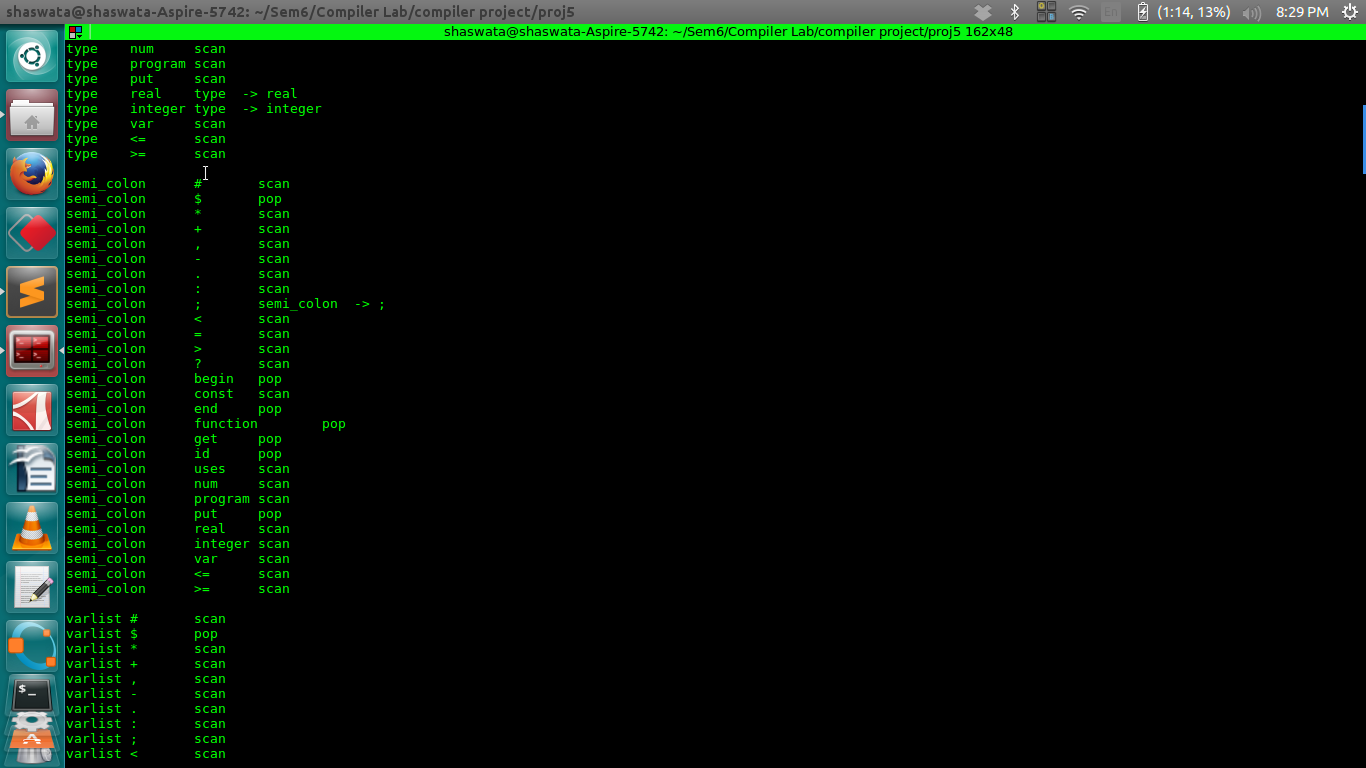 shaswata@shaswata-Aspire-5742: ~/Sem6/Compiler Lab/compiler project/proj5 En (1:14, 13%) 8:29 PM
shaswata@shaswata-Aspire-5742: ~/Sem6/Compiler Lab/compiler project/proj5 162x48
type num scan
type program scan
type put scan
type real type -> real
type integer type -> integer
type var scan
type <= scan
type >= scan
semi_colon # scan
semi_colon $ pop
semi_colon * scan
semi_colon + scan
semi_colon , scan
semi_colon - scan
semi_colon . scan
semi_colon : scan
semi_colon ; semi_colon -> ;
semi_colon < scan
semi_colon = scan
semi_colon > scan
semi_colon ? scan
semi_colon begin pop
semi_colon const scan
semi_colon end pop
semi_colon function pop
semi_colon get pop
semi_colon id pop
semi_colon uses scan
semi_colon num scan
semi_colon program scan
semi_colon put pop
semi_colon real scan
semi_colon integer scan
semi_colon var scan
semi_colon <= scan
semi_colon >= scan
varlist # scan
varlist $ pop
varlist * scan
varlist + scan
varlist , scan
varlist - scan
varlist . scan
varlist : scan
varlist ; scan
varlist < scan